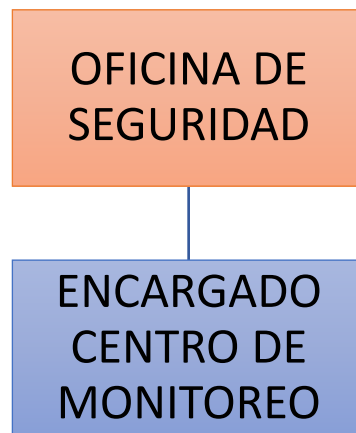 OFICINA DE
SEGURIDAD
ENCARGADO
CENTRO DE
MONITOREO